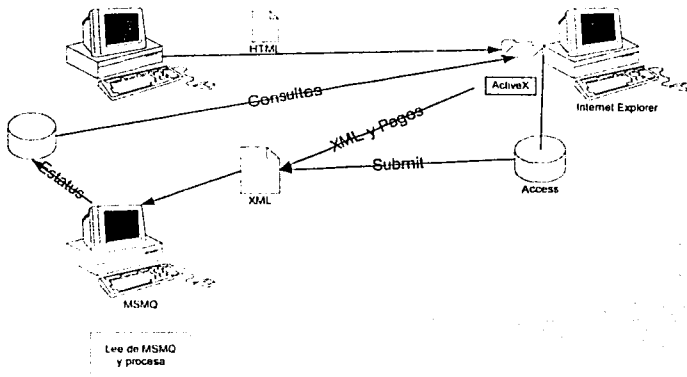 HTML
ActiveX
Internet Explorer
Consultas
XML y Pagos
Submit
Access
Estatus
XML
MSMQ
Lee de MSMQ
y procesa